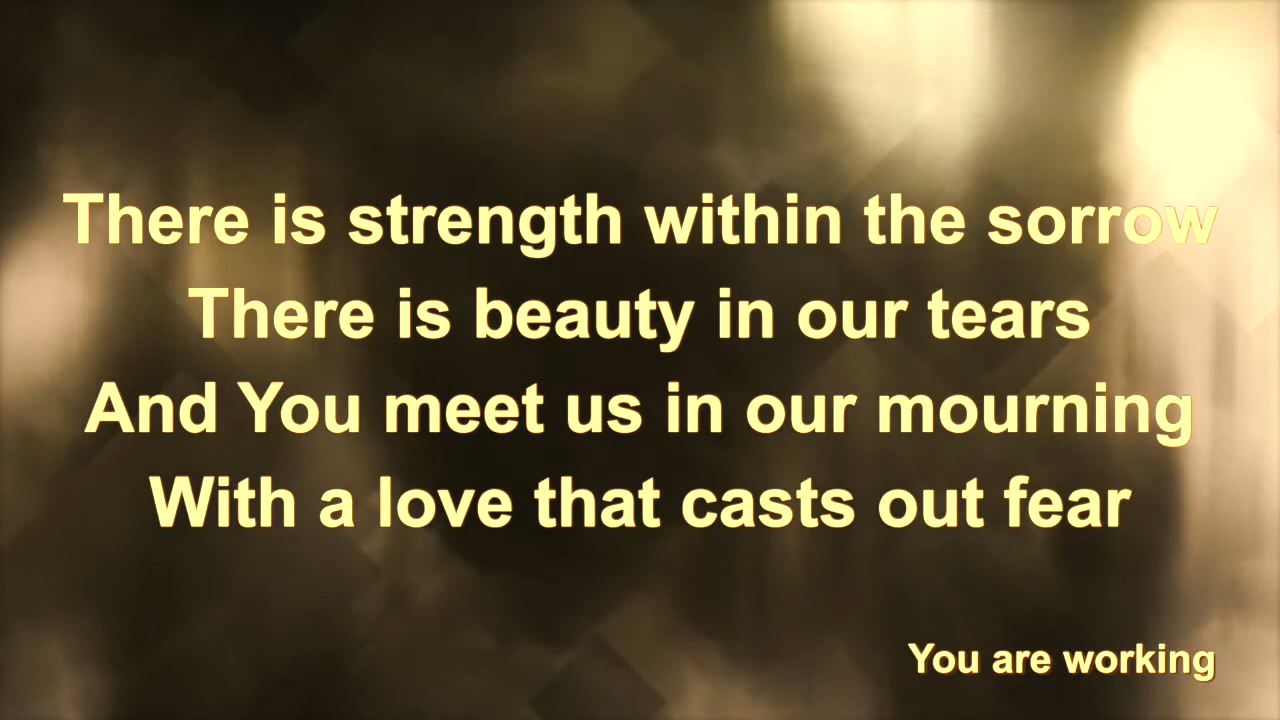 There is strength within the sorrow
There is beauty in our tears
And You meet us in our mourning
With a love that casts out fear
You are working